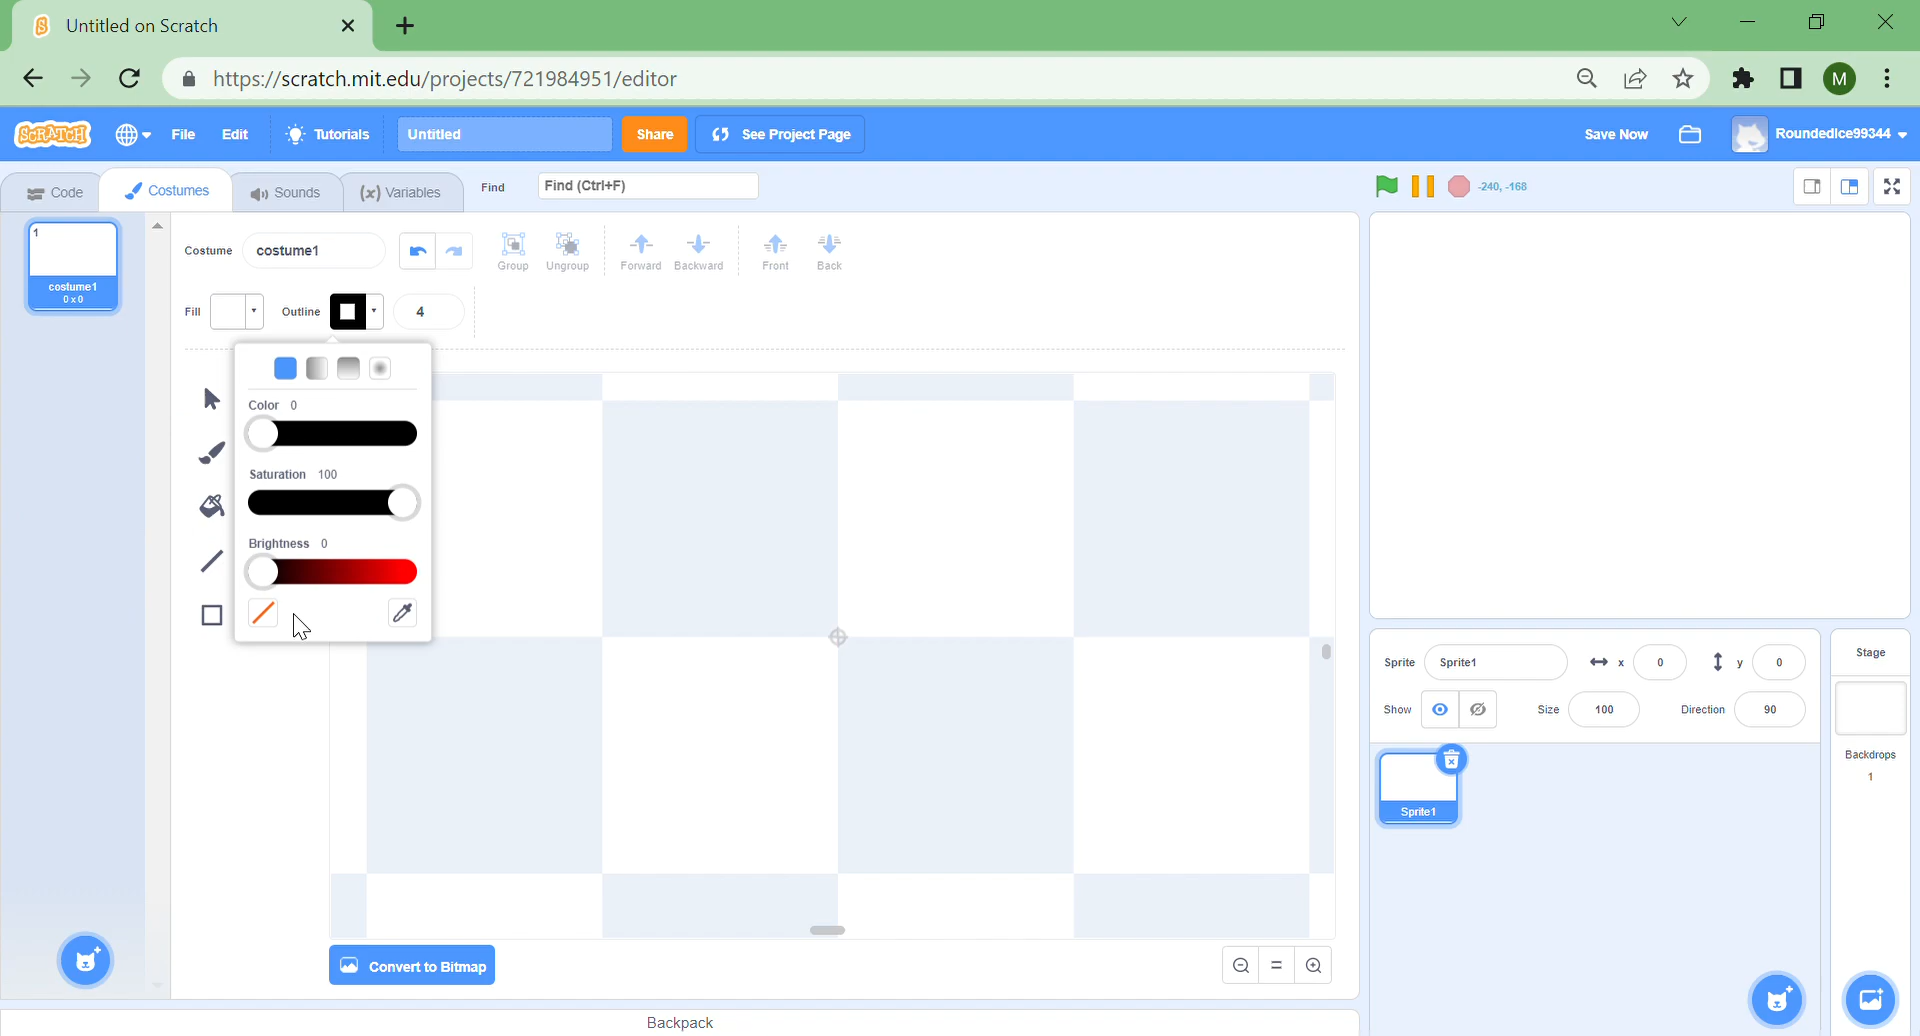 Untitled on Scratch
https://scratch.mit.edu/projects/721984951/editor
M
SCRATCH File Edit Tutorials Untitled Share See Project Page Save Now RoundedIce99344
Code Costumes Sounds (x) Variables Find Find (Ctrl+F) -240, -168
1
costume1
0 x 0
Costume costume1 Group Ungroup Forward Backward Front Back
Fill Outline 4
Color 0
Saturation 100
Brightness 0
Convert to Bitmap
Backpack
Sprite Sprite1 x 0 y 0
Show Size 100 Direction 90
Sprite1
Stage
Backdrops
1